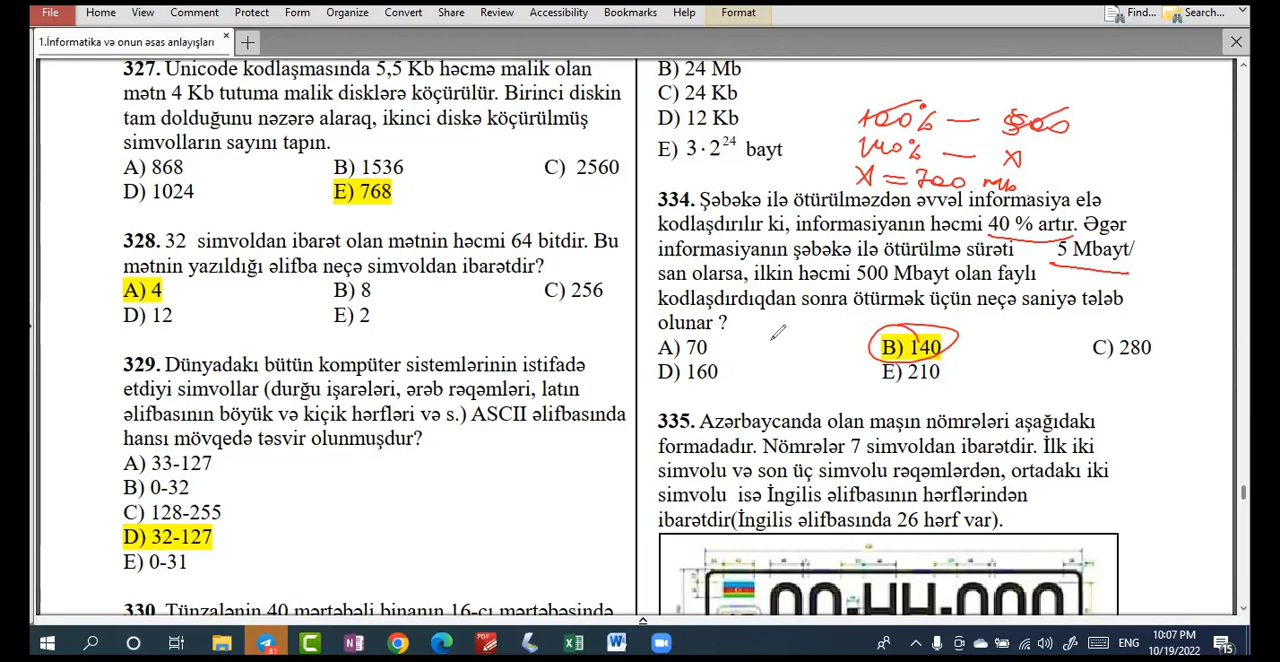 File Home View Comment Protect Form Organize Convert Share Review Accessibility Bookmarks Help Format Find... Search...
1.İnformatika və onun əsas anlayışları
327. Unicode kodlaşmasında 5,5 Kb həcmə malik olan
mətn 4 Kb tutuma malik disklərə köçürülür. Birinci diskin
tam dolduğunu nəzərə alaraq, ikinci diskə köçürülmüş
simvolların sayını tapın.
A) 868 B) 1536 C) 2560
D) 1024 E) 768
328. 32 simvoldan ibarət olan mətnin həcmi 64 bitdir. Bu
mətnin yazıldığı əlifba neçə simvoldan ibarətdir?
A) 4 B) 8 C) 256
D) 12 E) 2
329. Dünyadakı bütün kompüter sistemlərinin istifadə
etdiyi simvollar (durğu işarələri, ərəb rəqəmləri, latın
əlifbasının böyük və kiçik hərfləri və s.) ASCII əlifbasında
hansı mövqedə təsvir olunmuşdur?
A) 33-127
B) 0-32
C) 128-255
D) 32-127
E) 0-31
330. Tünzalənin 40 mərtəbəli binanın 16-cı mərtəbəsində
B) 24 Mb
C) 24 Kb
D) 12 Kb
E) 3 · 2²⁴ bayt
100% — 500
140% — X
X = 700 Mb
334. Şəbəkə ilə ötürülməzdən əvvəl informasiya elə
kodlaşdırılır ki, informasiyanın həcmi 40 % artır. Əgər
informasiyanın şəbəkə ilə ötürülmə sürəti 5 Mbayt/
san olarsa, ilkin həcmi 500 Mbayt olan faylı
kodlaşdırdıqdan sonra ötürmək üçün neçə saniyə tələb
olunar ?
A) 70 B) 140 C) 280
D) 160 E) 210
335. Azərbaycanda olan maşın nömrələri aşağıdakı
formadadır. Nömrələr 7 simvoldan ibarətdir. İlk iki
simvolu və son üç simvolu rəqəmlərdən, ortadakı iki
simvolu isə İngilis əlifbasının hərflərindən
ibarətdir(İngilis əlifbasında 26 hərf var).
00-HH-000
ENG
10:07 PM
10/19/2022
15